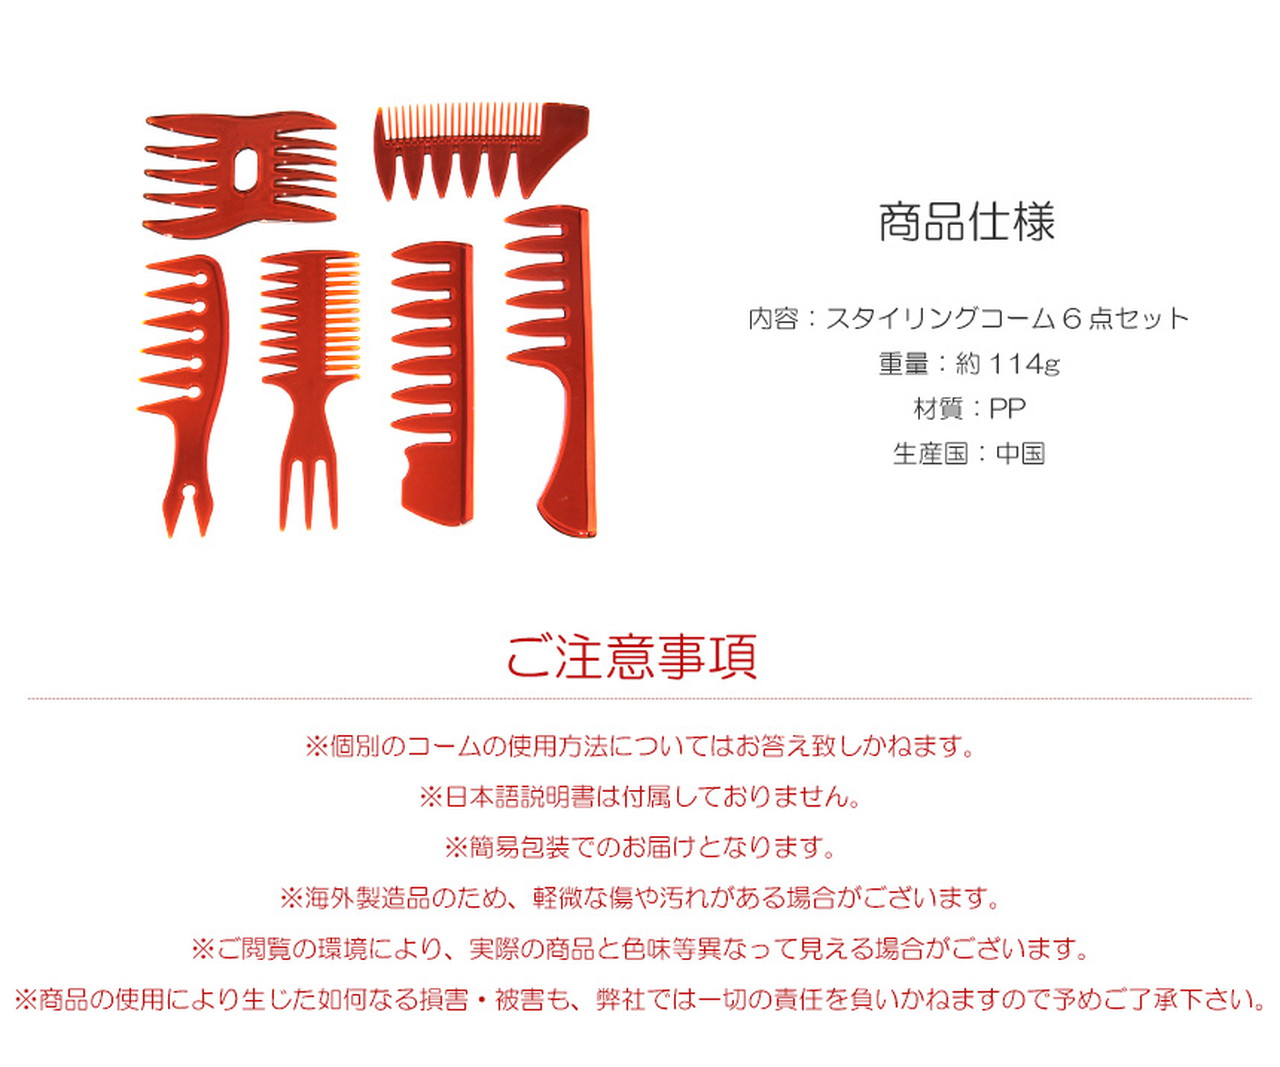 商品仕様
内容：スタイリングコーム6点セット
重量：約114g
材質：PP
生産国：中国
ご注意事項
※個別のコームの使用方法についてはお答え致しかねます。
※日本語説明書は付属しておりません。
※簡易包装でのお届けとなります。
※海外製造品のため、軽微な傷や汚れがある場合がございます。
※ご閲覧の環境により、実際の商品と色味等異なって見える場合がございます。
※商品の使用により生じた如何なる損害・被害も、弊社では一切の責任を負いかねますので予めご了承下さい。